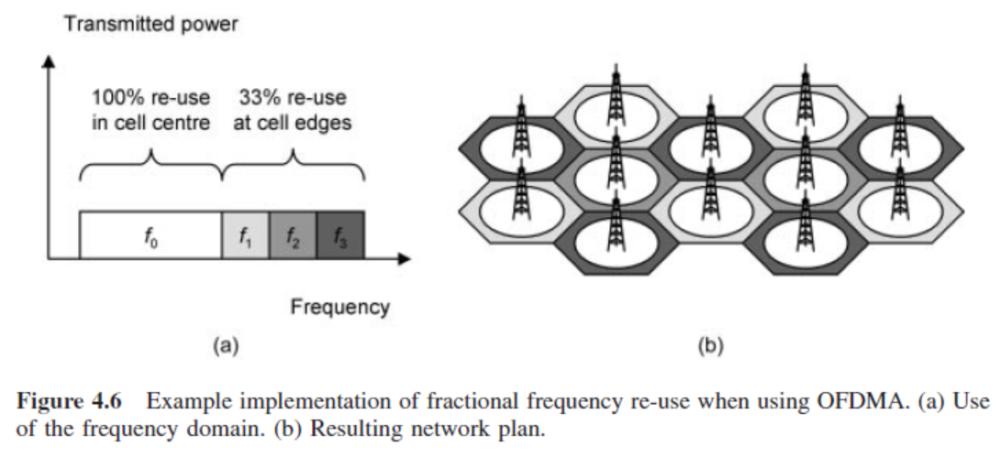 Transmitted power
100% re-use 33% re-use
in cell centre at cell edges
f₀ f₁ f₂ f₃
Frequency
(a) (b)
Figure 4.6 Example implementation of fractional frequency re-use when using OFDMA. (a) Use
of the frequency domain. (b) Resulting network plan.